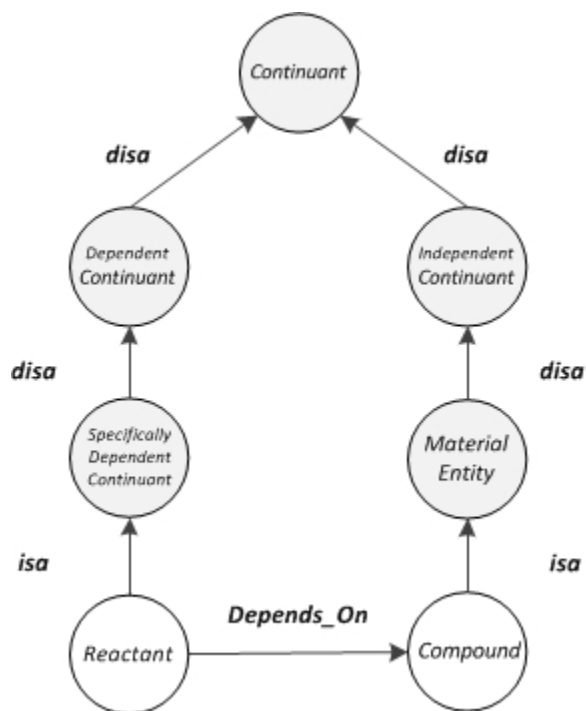 Continuant
disa
disa
Dependent
Continuant
Independent
Continuant
disa
disa
Specifically
Dependent
Continuant
Material
Entity
isa
isa
Depends_On
Reactant
Compound